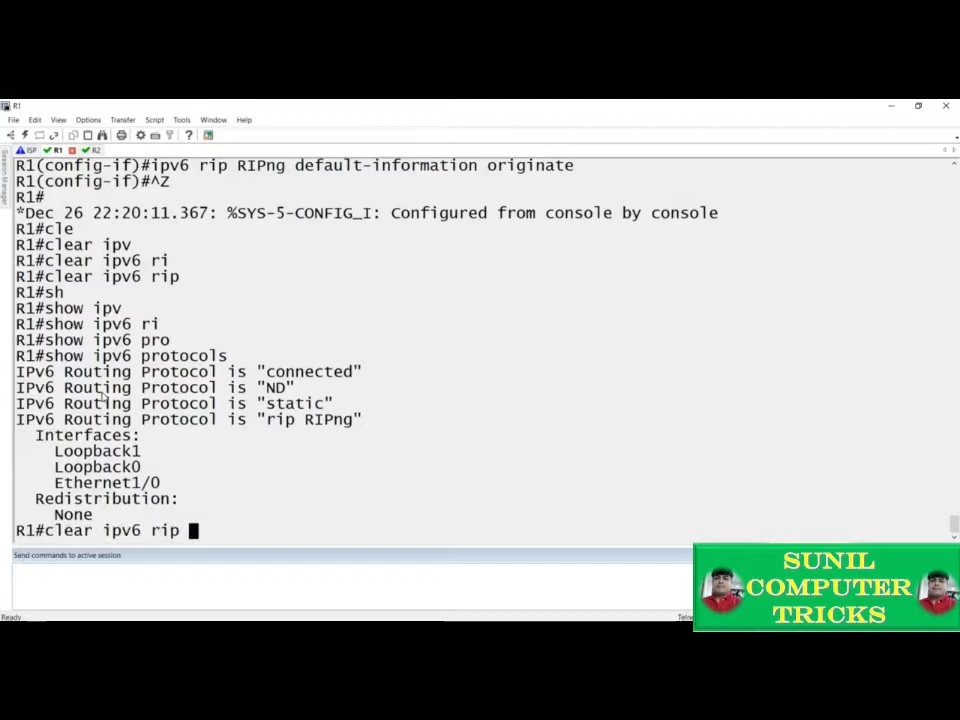 R1
File Edit View Options Transfer Script Tools Window Help
ISP R1 R2
Session Manager
R1(config-if)#ipv6 rip RIPng default-information originate
R1(config-if)#^Z
R1#
*Dec 26 22:20:11.367: %SYS-5-CONFIG_I: Configured from console by console
R1#cle
R1#clear ipv
R1#clear ipv6 ri
R1#clear ipv6 rip
R1#sh
R1#show ipv
R1#show ipv6 ri
R1#show ipv6 pro
R1#show ipv6 protocols
IPv6 Routing Protocol is "connected"
IPv6 Routing Protocol is "ND"
IPv6 Routing Protocol is "static"
IPv6 Routing Protocol is "rip RIPng"
Interfaces:
Loopback1
Loopback0
Ethernet1/0
Redistribution:
None
R1#clear ipv6 rip
Send commands to active session
SUNIL
COMPUTER
TRICKS
Ready